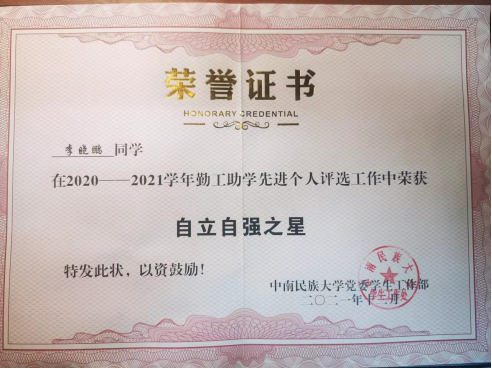 荣誉证书
HONORARY CREDENTIAL
李晓鹏 同学
在2020——2021学年勤工助学先进个人评选工作中荣获
自立自强之星
特发此状，以资鼓励！
中南民族大学党委学生工作部
二〇二一年十二月